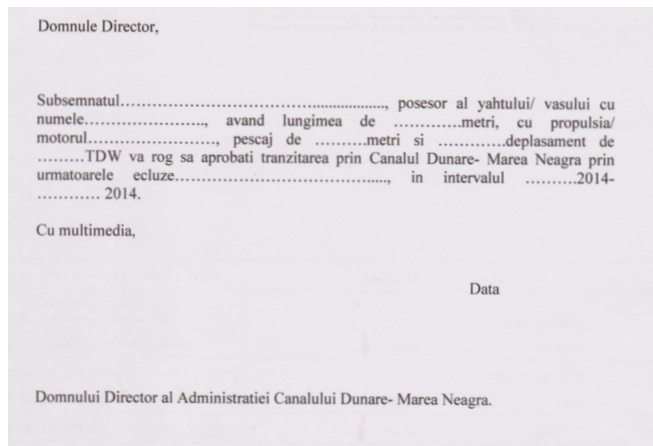 Domnule Director,
Subsemnatul……………………………................, posesor al yahtului/ vasului cu
numele…………………, avand lungimea de …………metri, cu propulsia/
motorul…………………, pescaj de ………metri si …………deplasament de
………TDW va rog sa aprobati tranzitarea prin Canalul Dunare- Marea Neagra prin
urmatoarele ecluze…………………………..., in intervalul ……….2014-
………… 2014.
Cu multimedia,
Data
Domnului Director al Administratiei Canalului Dunare- Marea Neagra.